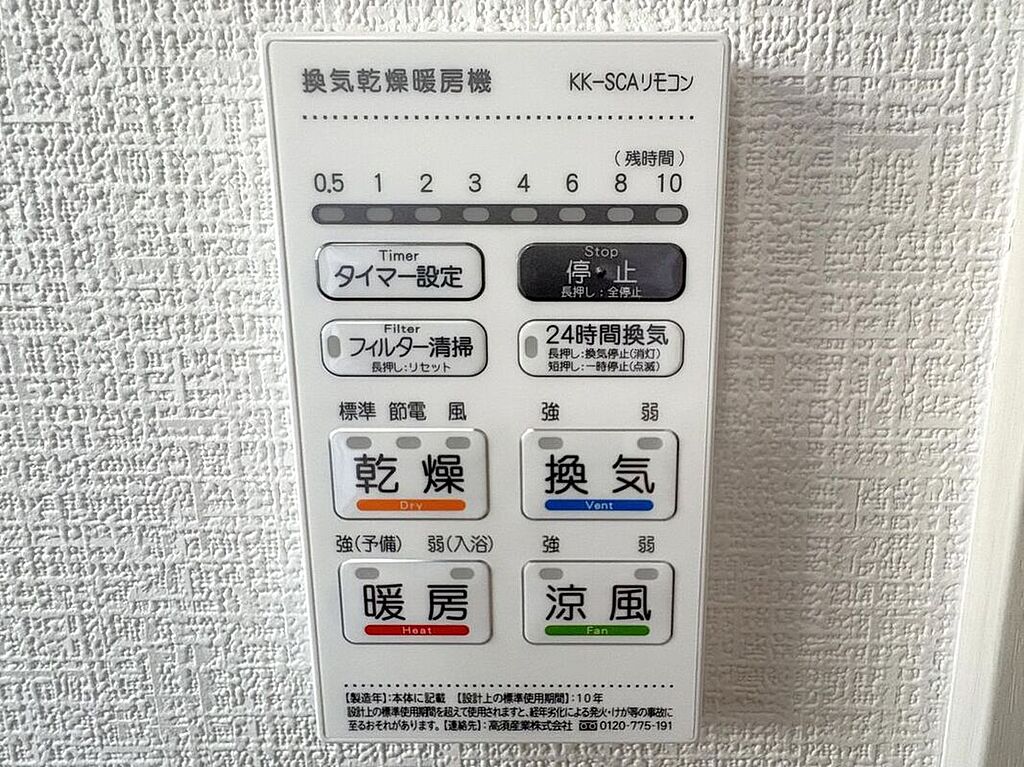 換気乾燥暖房機 KK-SCAリモコン
(残時間)
0.5 1 2 3 4 6 8 10
Timer
タイマー設定
Stop
停・止
長押し:全停止
Filter
フィルター清掃
長押し:リセット
24時間換気
長押し:換気停止(消灯)
短押し:一時停止(点滅)
標準 節電 風
乾燥
Dry
強 弱
換気
Vent
強(予備) 弱(入浴)
暖房
Heat
強 弱
涼風
Fan
【製造年】:本体に記載 【設計上の標準使用期間】:10年
設計上の標準使用期間を超えて使用されますと、経年劣化による発火・けが等の事故に
至るおそれがあります。【連絡先】:高須産業株式会社 0120-775-191